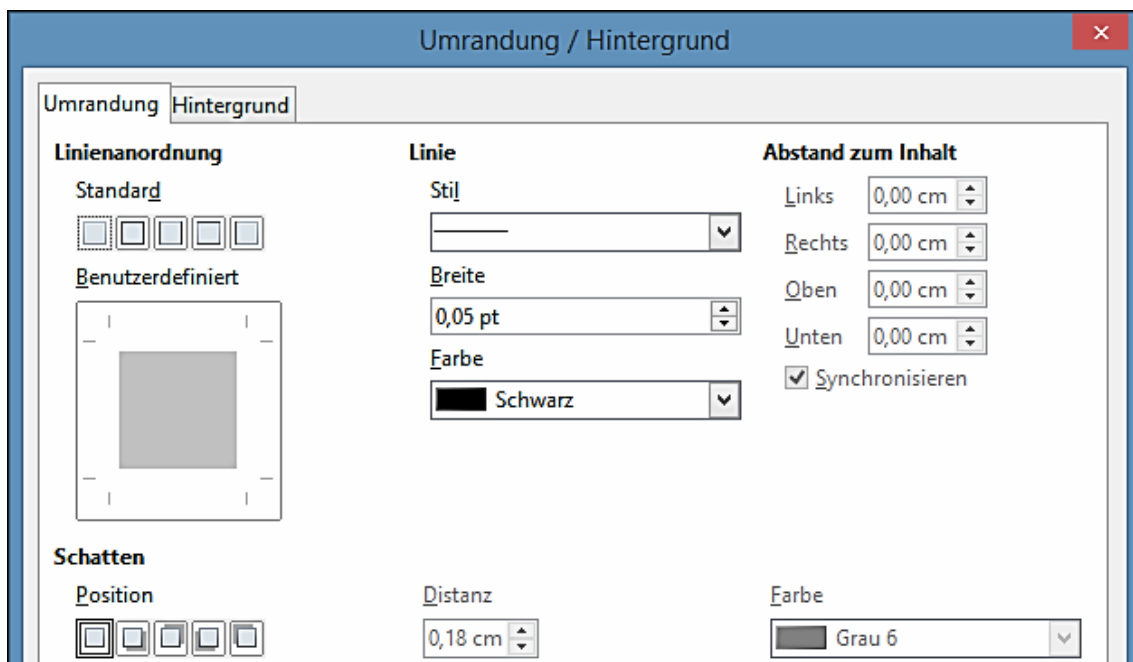 Umrandung / Hintergrund
Umrandung Hintergrund
Linienanordnung
Standard
Benutzerdefiniert
Linie
Stil
Breite
0,05 pt
Farbe
Schwarz
Abstand zum Inhalt
Links 0,00 cm
Rechts 0,00 cm
Oben 0,00 cm
Unten 0,00 cm
Synchronisieren
Schatten
Position
Distanz
0,18 cm
Farbe
Grau 6